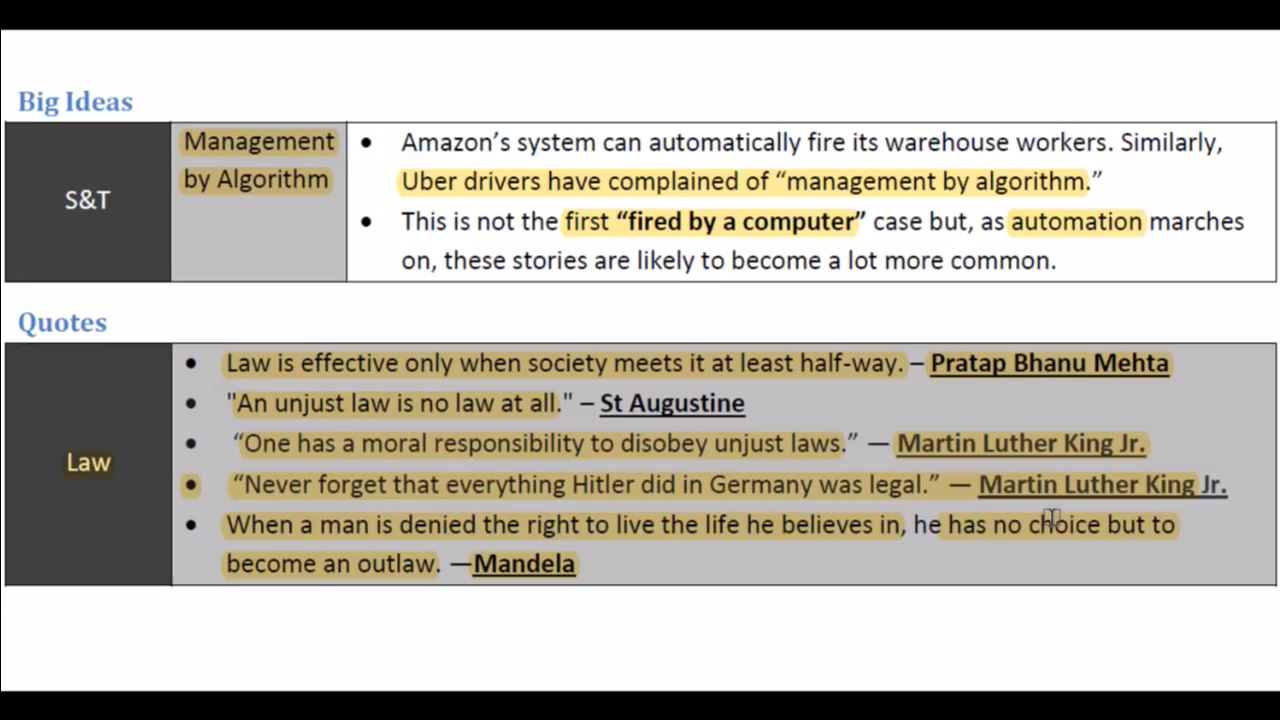 Big Ideas
S&T
Management
by Algorithm
• Amazon’s system can automatically fire its warehouse workers. Similarly,
Uber drivers have complained of “management by algorithm.”
• This is not the first “fired by a computer” case but, as automation marches
on, these stories are likely to become a lot more common.
Quotes
Law
• Law is effective only when society meets it at least half-way. – Pratap Bhanu Mehta
• "An unjust law is no law at all." – St Augustine
• “One has a moral responsibility to disobey unjust laws.” — Martin Luther King Jr.
• “Never forget that everything Hitler did in Germany was legal.” — Martin Luther King Jr.
• When a man is denied the right to live the life he believes in, he has no choice but to
become an outlaw. —Mandela